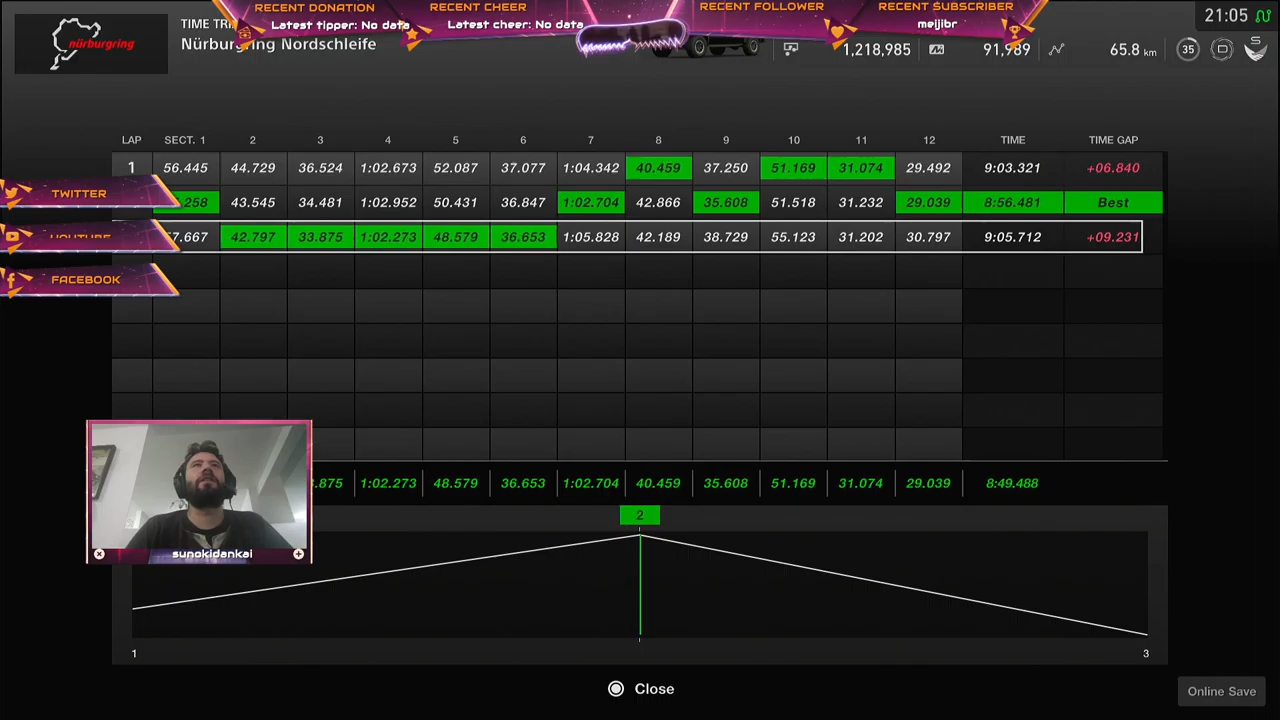 RECENT DONATION RECENT CHEER RECENT FOLLOWER RECENT SUBSCRIBER
Latest tipper: No data Latest cheer: No data meijibr
21:05
nürburgring
Nürburgring Nordschleife
1,218,985 91,989 65.8 km 35 S
LAP SECT. 1 2 3 4 5 6 7 8 9 10 11 12 TIME TIME GAP
1 56.445 44.729 36.524 1:02.673 52.087 37.077 1:04.342 40.459 37.250 51.169 31.074 29.492 9:03.321 +06.840
43.545 34.481 1:02.952 50.431 36.847 1:02.704 42.866 35.608 51.518 31.232 29.039 8:56.481 Best
42.797 33.875 1:02.273 48.579 36.653 1:05.828 42.189 38.729 55.123 31.202 30.797 9:05.712 +09.231
TWITTER
YOUTUBE
FACEBOOK
1:02.273 48.579 36.653 1:02.704 40.459 35.608 51.169 31.074 29.039 8:49.488
2
sunokidankai
1 3
Close
Online Save